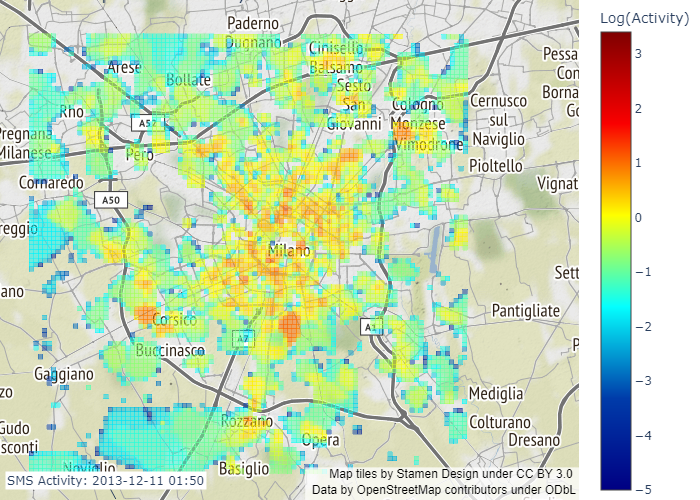 Log(Activity)
Paderno
Dugnano
Cinisello
Balsamo
Arese
Bollate
Sesto
San
Giovanni
Rho
A52
Cologno
Monzese
Vimodrone
Cernusco
sul
Naviglio
Pessa
Con
Borna
Go
Pregnana
Milanese
Pero
Pioltello
Cornaredo
A50
Vignat
reggio
Milano
Sett
ano
Corsico
A7
A1
Pantigliate
P
Buccinasco
Gaggiano
zo
Mediglia
Rozzano
Colturano
Dresano
Gudo
sconti
Opera
Noviglio
Basiglio
3
2
1
0
−1
−2
−3
−4
−5
SMS Activity: 2013-12-11 01:50
Map tiles by Stamen Design under CC BY 3.0
Data by OpenStreetMap contributors under ODbL